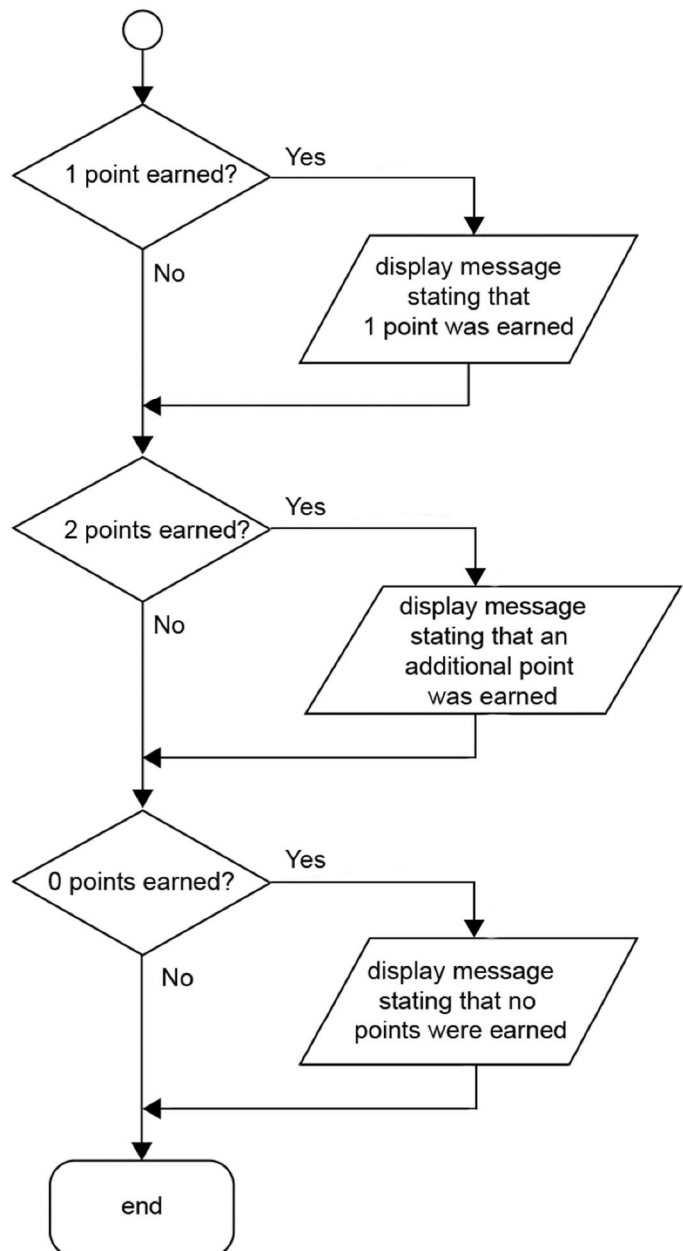 1 point earned?
Yes
display message
stating that
1 point was earned
No
2 points earned?
Yes
display message
stating that an
additional point
was earned
No
0 points earned?
Yes
display message
stating that no
points were earned
No
end